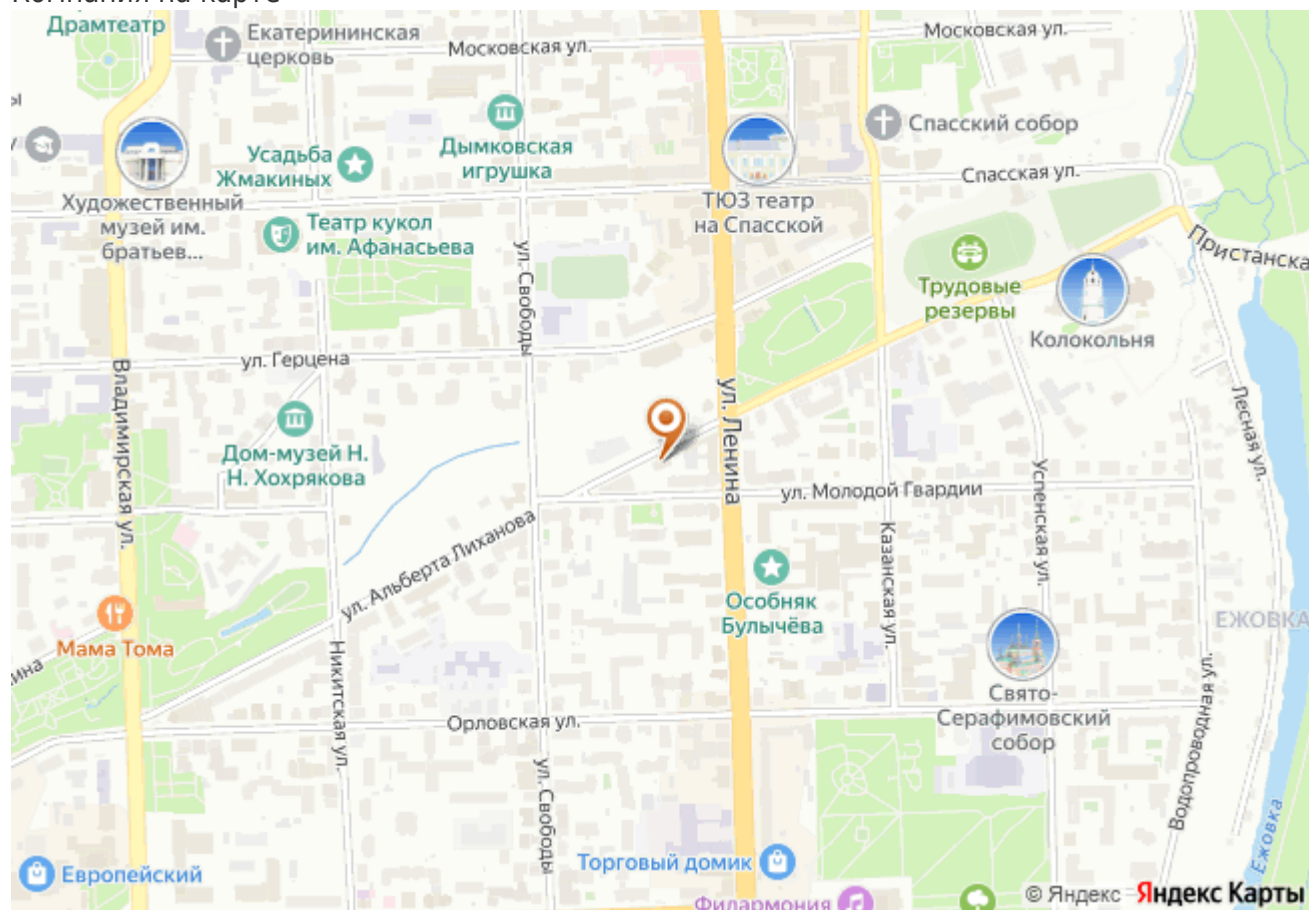 Компания на карте
Драмтеатр
Екатерининская
церковь
Московская ул.
Московская ул.
Спасский собор
Дымковская
игрушка
Усадьба
Жмакиных
Спасская ул.
Художественный
музей им.
братьев...
ТЮЗ театр
на Спасской
Театр кукол
им. Афанасьева
ул. Свободы
Пристанска
Трудовые
резервы
Колокольня
ул. Герцена
Владимирская ул.
ул. Ленина
Лесная ул.
Дом-музей Н.
Н. Хохрякова
ул. Молодой Гвардии
Успенская ул.
Казанская ул.
ул. Альберта Лиханова
Особняк
Булычёва
ЕЖОВКА
Мама Тома
ина
Никитская ул.
Свято-
Серафимовский
собор
Водопроводная ул.
Орловская ул.
ул. Свободы
Ежовка
Европейский
Торговый домик
Филармония
© Яндекс Яндекс Карты